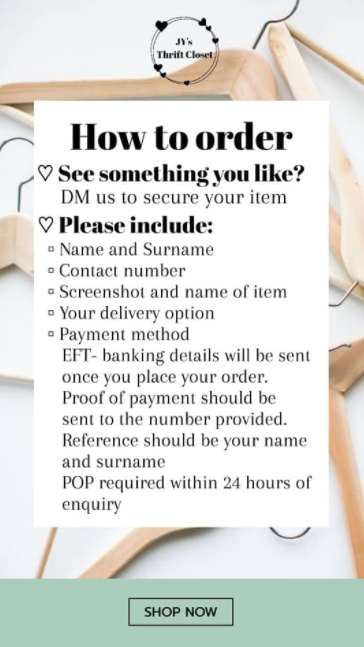 JY's
Thrift Closet
How to order
♡ See something you like?
DM us to secure your item
♡ Please include:
▫ Name and Surname
▫ Contact number
▫ Screenshot and name of item
▫ Your delivery option
▫ Payment method
EFT- banking details will be sent
once you place your order.
Proof of payment should be
sent to the number provided.
Reference should be your name
and surname
POP required within 24 hours of
enquiry
SHOP NOW